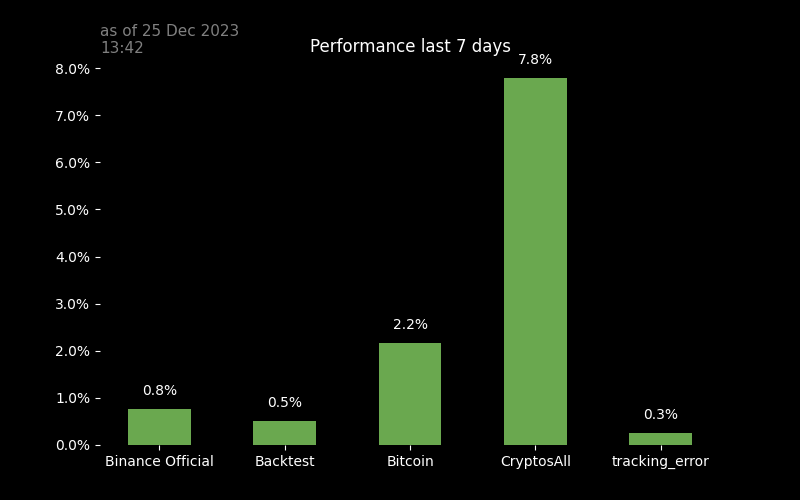 as of 25 Dec 2023
13:42
Performance last 7 days
8.0%
7.0%
6.0%
5.0%
4.0%
3.0%
2.0%
1.0%
0.0%
0.8%
0.5%
2.2%
7.8%
0.3%
Binance Official
Backtest
Bitcoin
CryptosAll
tracking_error